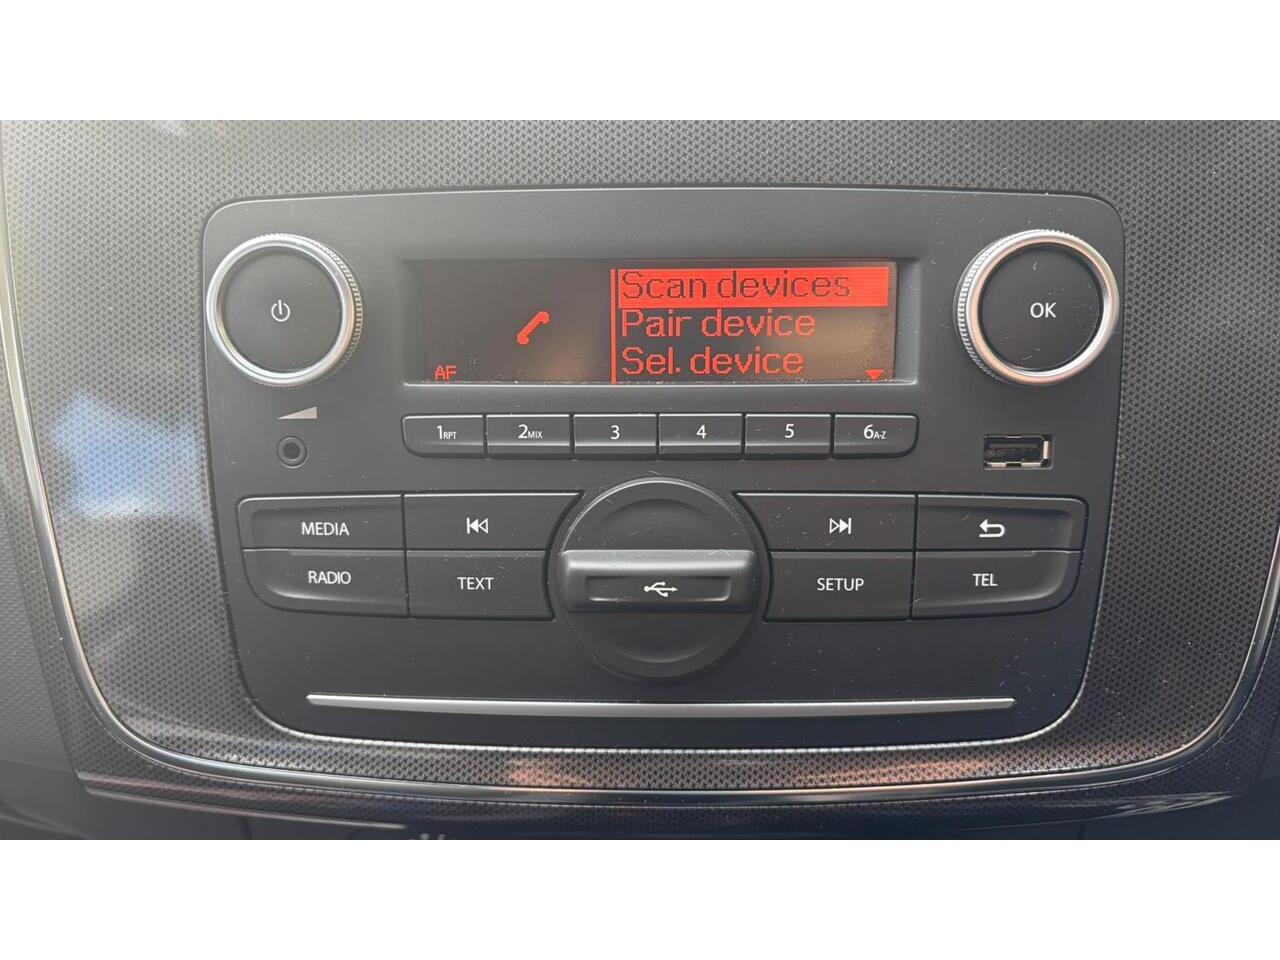 Scan devices
Pair device
Sel. device
AF
OK
1RPT 2MIX 3 4 5 6A-Z
MEDIA
RADIO TEXT SETUP TEL